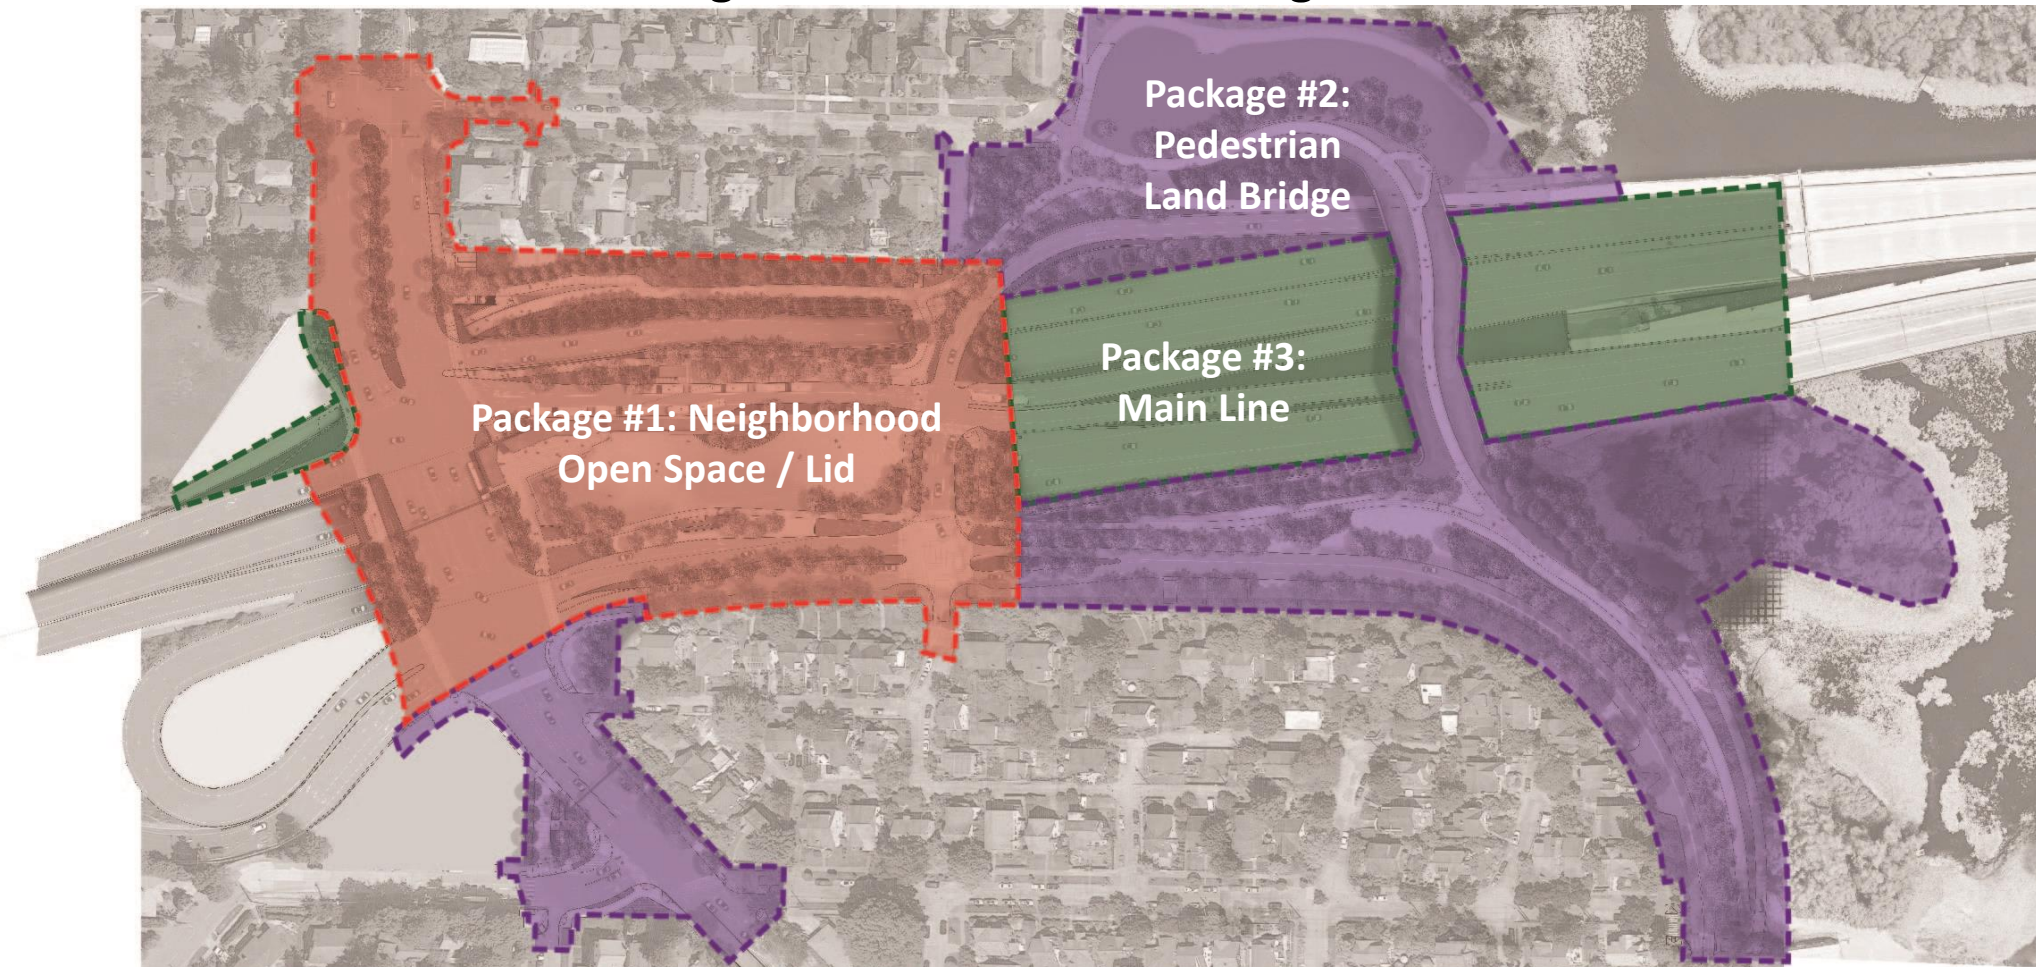 Package #2:
Pedestrian
Land Bridge
Package #3:
Main Line
Package #1: Neighborhood
Open Space / Lid